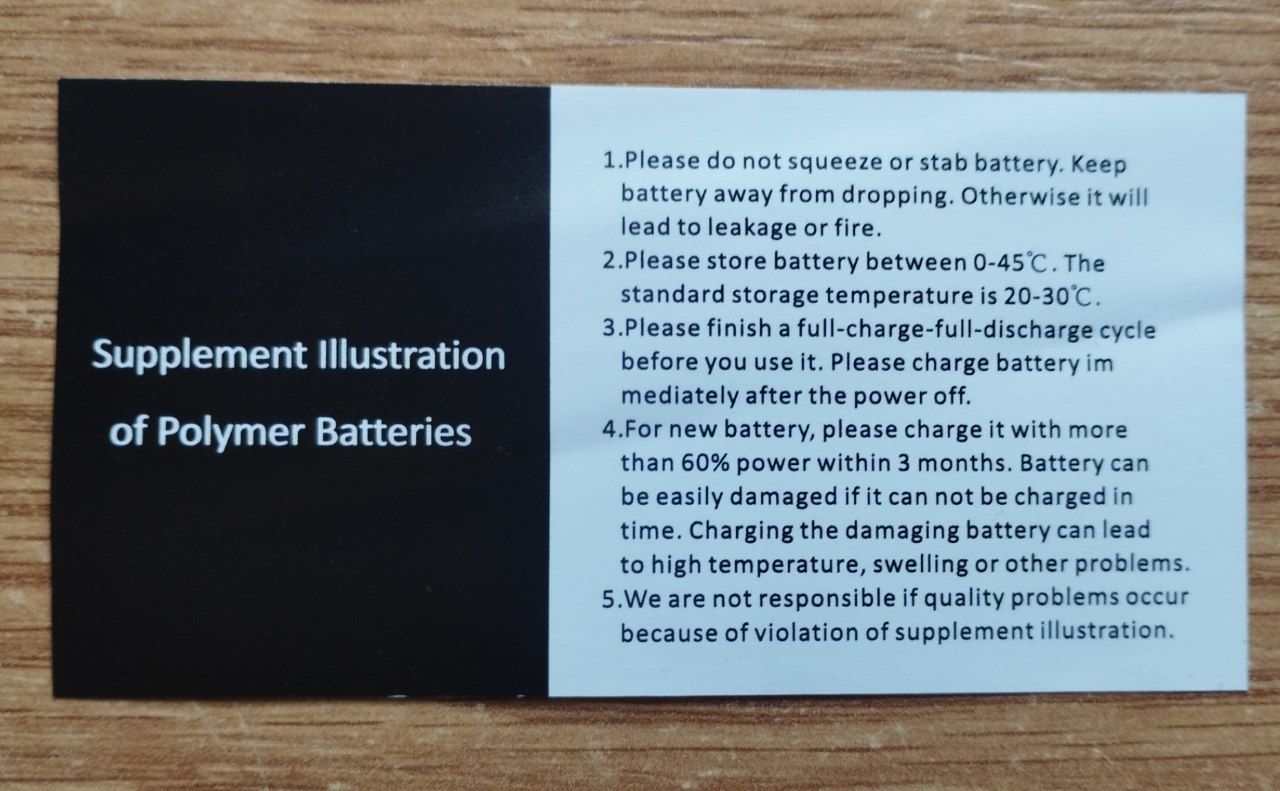 Supplement Illustration
of Polymer Batteries
1.Please do not squeeze or stab battery. Keep
battery away from dropping. Otherwise it will
lead to leakage or fire.
2.Please store battery between 0-45℃. The
standard storage temperature is 20-30℃.
3.Please finish a full-charge-full-discharge cycle
before you use it. Please charge battery im
mediately after the power off.
4.For new battery, please charge it with more
than 60% power within 3 months. Battery can
be easily damaged if it can not be charged in
time. Charging the damaging battery can lead
to high temperature, swelling or other problems.
5.We are not responsible if quality problems occur
because of violation of supplement illustration.